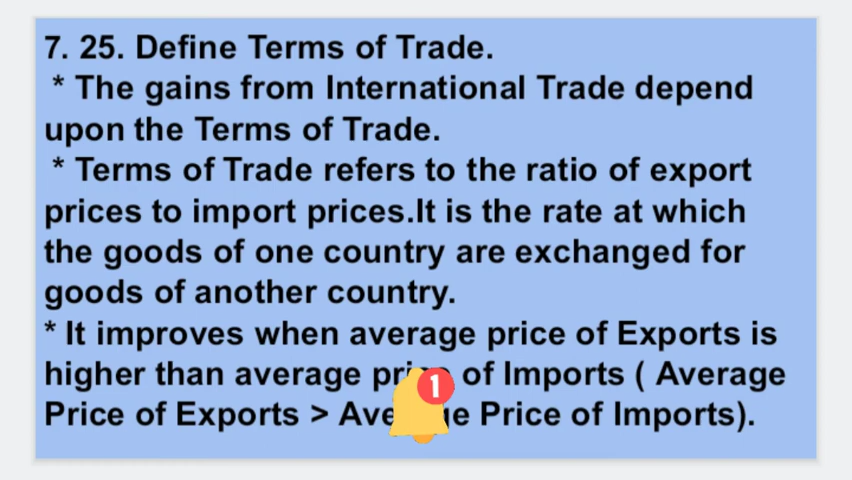 7. 25. Define Terms of Trade.
* The gains from International Trade depend
upon the Terms of Trade.
* Terms of Trade refers to the ratio of export
prices to import prices.It is the rate at which
the goods of one country are exchanged for
goods of another country.
* It improves when average price of Exports is
higher than average price of Imports ( Average
Price of Exports > Average Price of Imports).
1